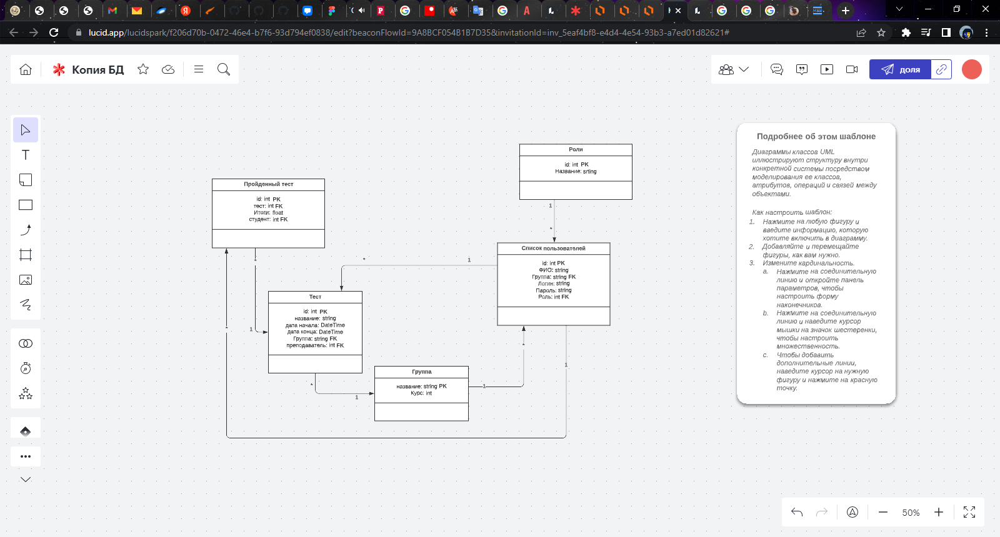 lucid.app/lucidspark/f206d70b-0472-46e4-b7f6-93d794ef0838/edit?beaconFlowId=9A8BCF054B1B7D35&invitationId=inv_5eaf4bf8-e4d4-4e54-93b3-a7ed01d82621#
Копия БД
доля
Роли
id: int PK
Название: srting
1
*
Пройденный тест
id: int PK
тест: int FK
Итоги: float
студент: int FK
*
1
*
Список пользователей
id: int PK
ФИО: string
Группа: string FK
Логин: string
Пароль: string
Роль: int FK
*
1
Тест
id: int PK
название: string
дата начала: DateTime
дата конца: DateTime
Группа: string FK
преподаватель: int FK
*
1
Группа
название: string PK
Курс: int
1
*
1
Подробнее об этом шаблоне
Диаграммы классов UML
иллюстрируют структуру внутри
конкретной системы посредством
моделирования ее классов,
атрибутов, операций и связей между
объектами.
Как настроить шаблон:
1. Нажмите на любую фигуру и
введите информацию, которую
хотите включить в диаграмму.
2. Добавляйте и перемещайте
фигуры, как вам нужно.
3. Измените кардинальность.
a. Нажмите на соединительную
линию и откройте панель
параметров, чтобы
настроить форму
наконечников.
b. Нажмите на соединительную
линию и наведите курсор
мышки на значок шестеренки,
чтобы настроить
множественность.
c. Чтобы добавить
дополнительные линии,
наведите курсор на нужную
фигуру и нажмите на красную
точку.
50%